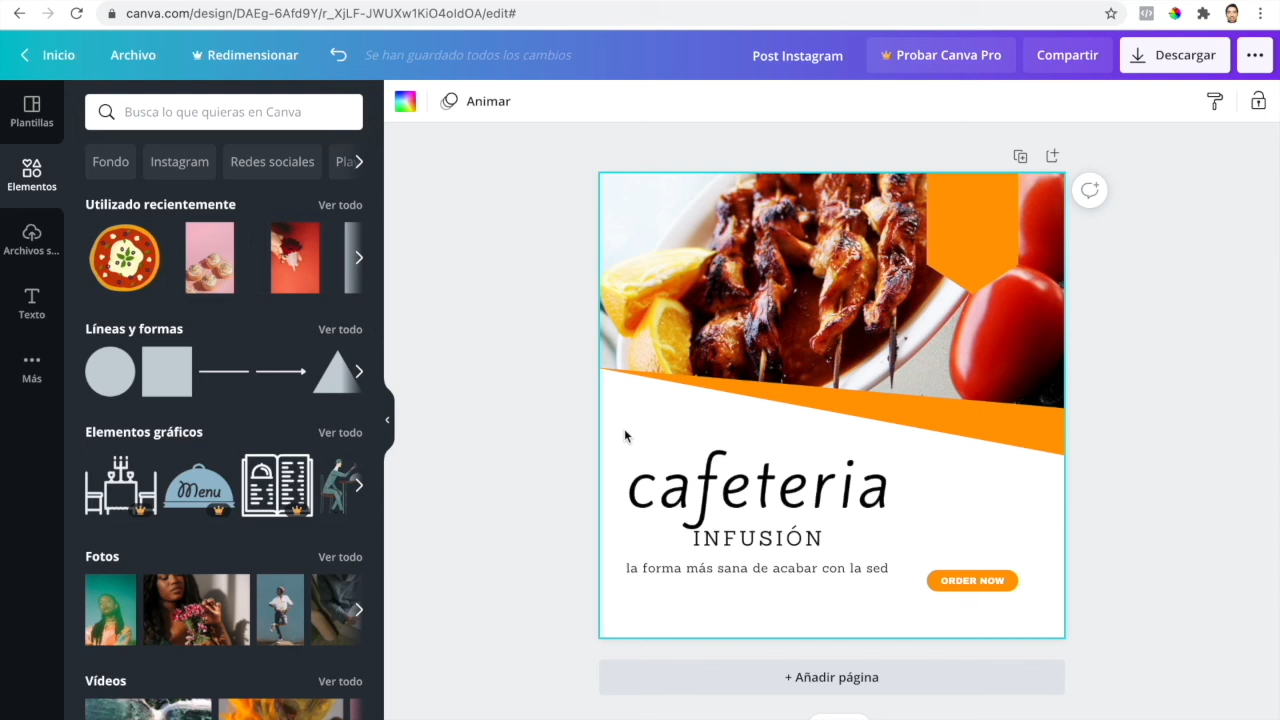 canva.com/design/DAEg-6Afd9Y/r_XjLF-JWUXw1KiO4oldOA/edit#
Inicio
Archivo
Redimensionar
Se han guardado todos los cambios
Post Instagram
Probar Canva Pro
Compartir
Descargar
Plantillas
Elementos
Archivos s...
Texto
Más
Busca lo que quieras en Canva
Fondo
Instagram
Redes sociales
Pla
Utilizado recientemente
Ver todo
Líneas y formas
Ver todo
Elementos gráficos
Ver todo
Menu
Fotos
Ver todo
Vídeos
Ver todo
Animar
cafeteria
INFUSIÓN
la forma más sana de acabar con la sed
ORDER NOW
+ Añadir página